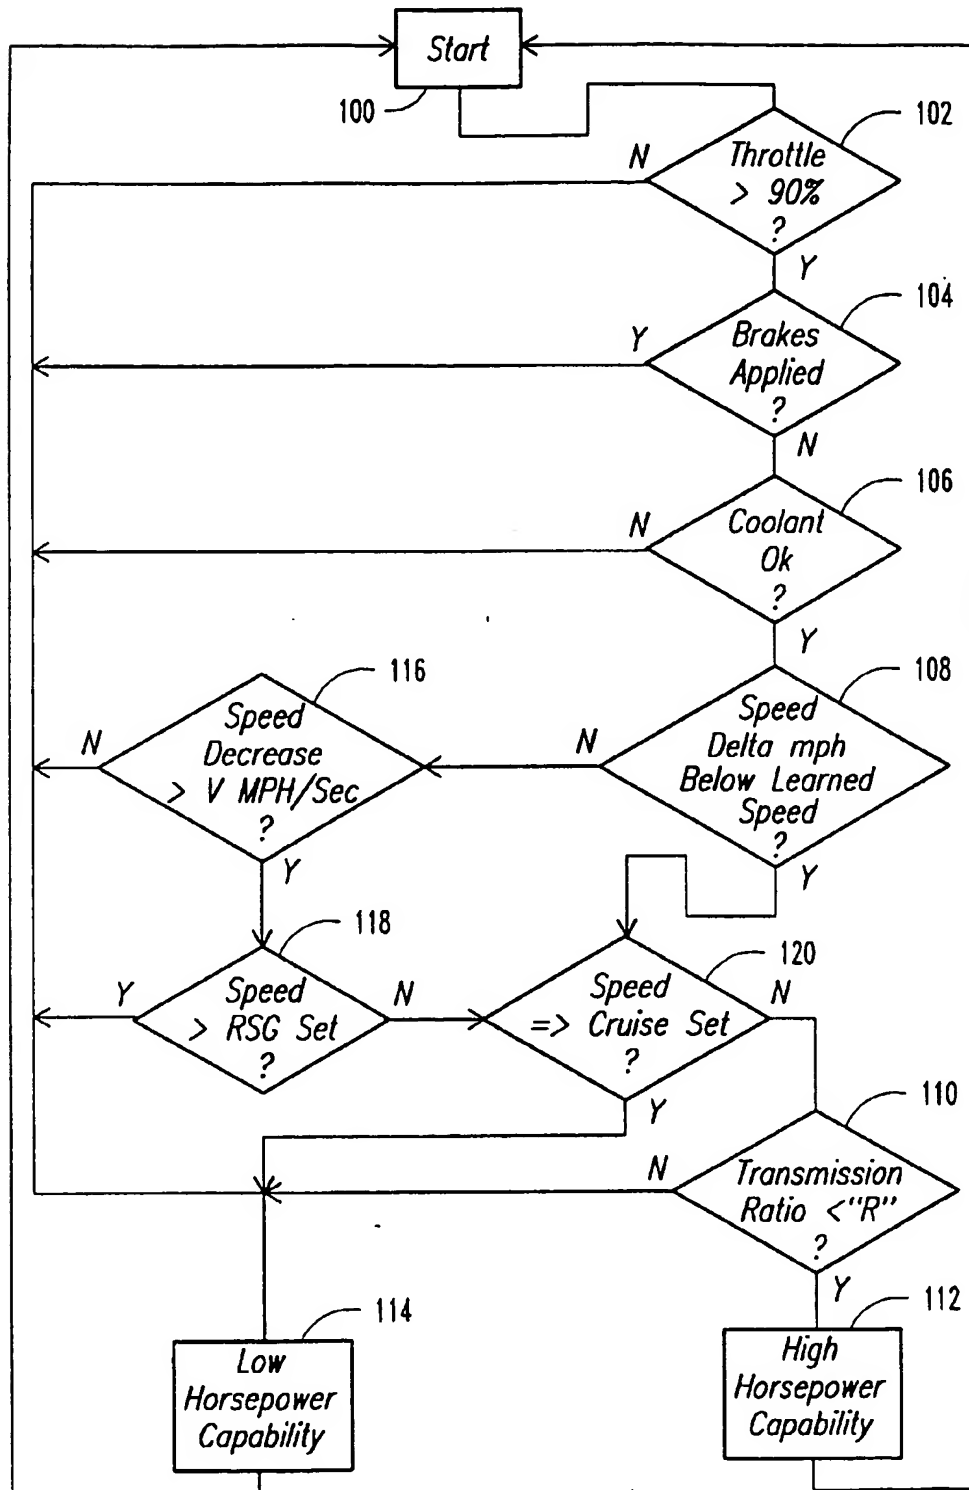 Start
100
102
N
Throttle
> 90%
?
Y
104
Y
Brakes
Applied
?
N
106
N
Coolant
Ok
?
Y
108
N
Speed
Delta mph
Below Learned
Speed
?
Y
116
N
Speed
Decrease
> V MPH/Sec
?
Y
118
Y
Speed
> RSG Set
?
N
120
Speed
=> Cruise Set
?
N
Y
110
N
Transmission
Ratio <"R"
?
Y
114
Low
Horsepower
Capability
112
High
Horsepower
Capability